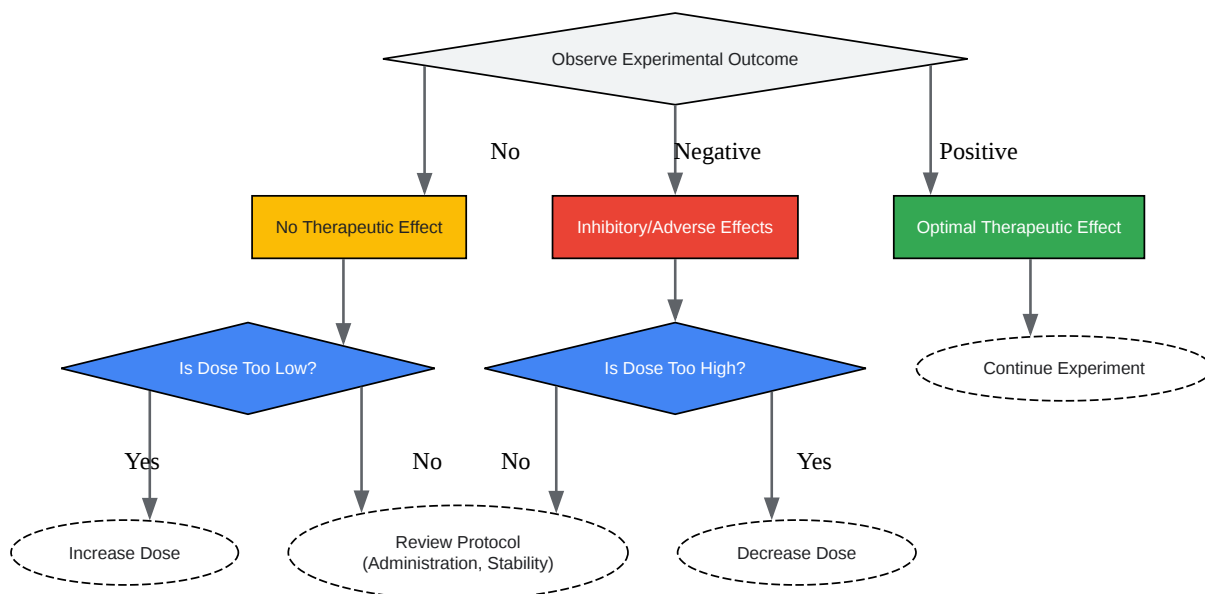 Observe Experimental Outcome
No
Negative
Positive
No Therapeutic Effect
Inhibitory/Adverse Effects
Optimal Therapeutic Effect
Is Dose Too Low?
Is Dose Too High?
Continue Experiment
Yes
No
No
Yes
Increase Dose
Review Protocol
(Administration, Stability)
Decrease Dose